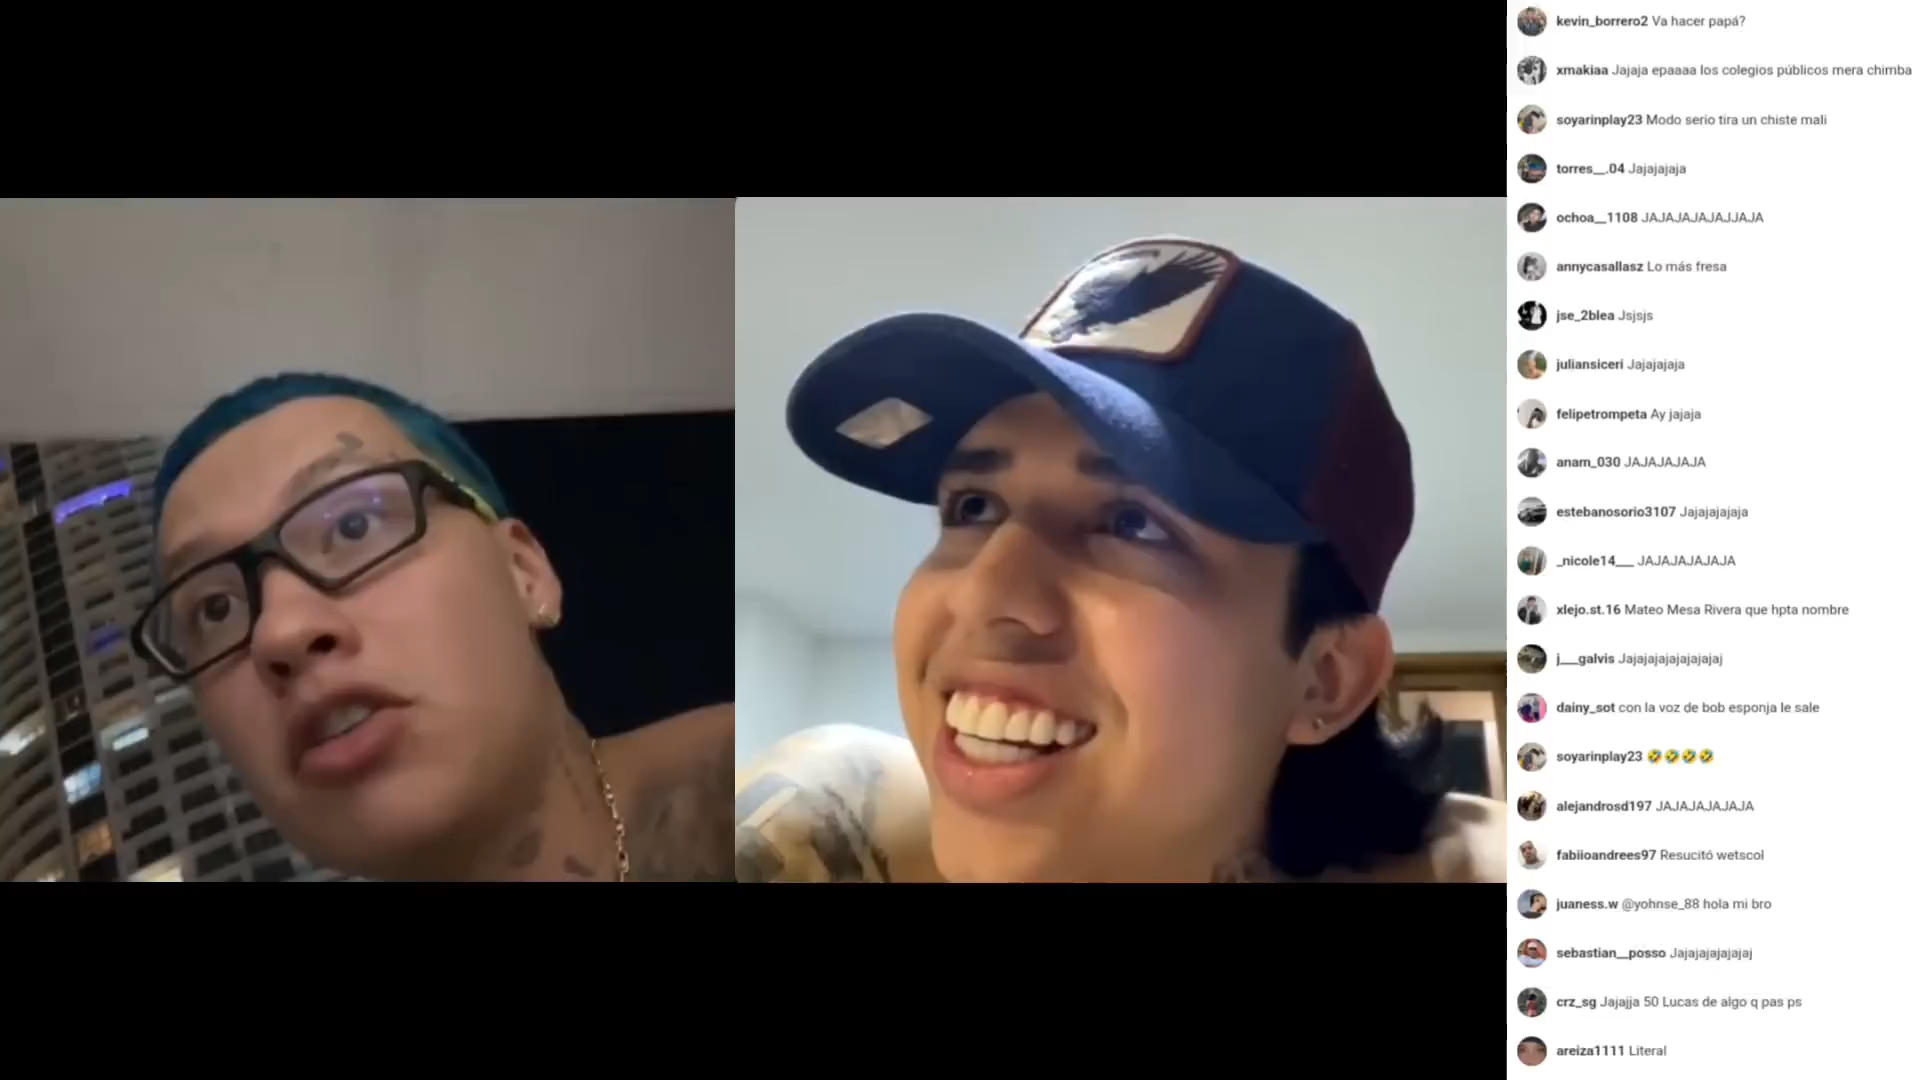 kevin_borrero2 Va hacer papá?
xmakiaa Jajaja epaaaa los colegios públicos mera chimba
soyarinplay23 Modo serio tira un chiste mali
torres__.04 Jajajajaja
ochoa__1108 JAJAJAJAJAJJAJA
annycasallasz Lo más fresa
jse_2blea Jsjsjs
juliansiceri Jajajajaja
felipetrompeta Ay jajaja
anam_030 JAJAJAJAJA
estebanosorio3107 Jajajajajaja
_nicole14___ JAJAJAJAJAJA
xlejo.st.16 Mateo Mesa Rivera que hpta nombre
j___galvis Jajajajajajajajaj
dainy_sot con la voz de bob esponja le sale
soyarinplay23 🤣🤣🤣🤣
alejandrosd197 JAJAJAJAJAJA
fabiioandrees97 Resucitó wetscol
juaness.w @yohnse_88 hola mi bro
sebastian__posso Jajajajajajaj
crz_sg Jajajja 50 Lucas de algo q pas ps
areiza1111 Literal